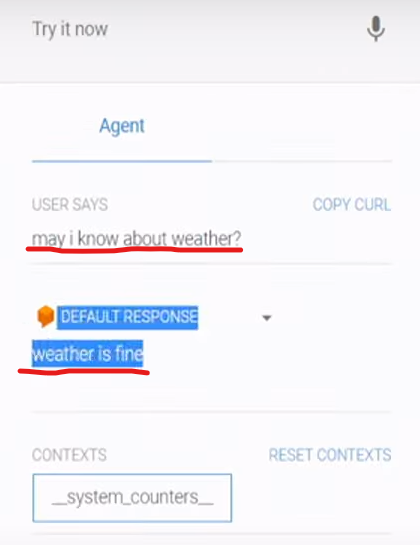 Try it now
Agent
USER SAYS COPY CURL
may i know about weather?
DEFAULT RESPONSE
weather is fine
CONTEXTS RESET CONTEXTS
__system_counters__